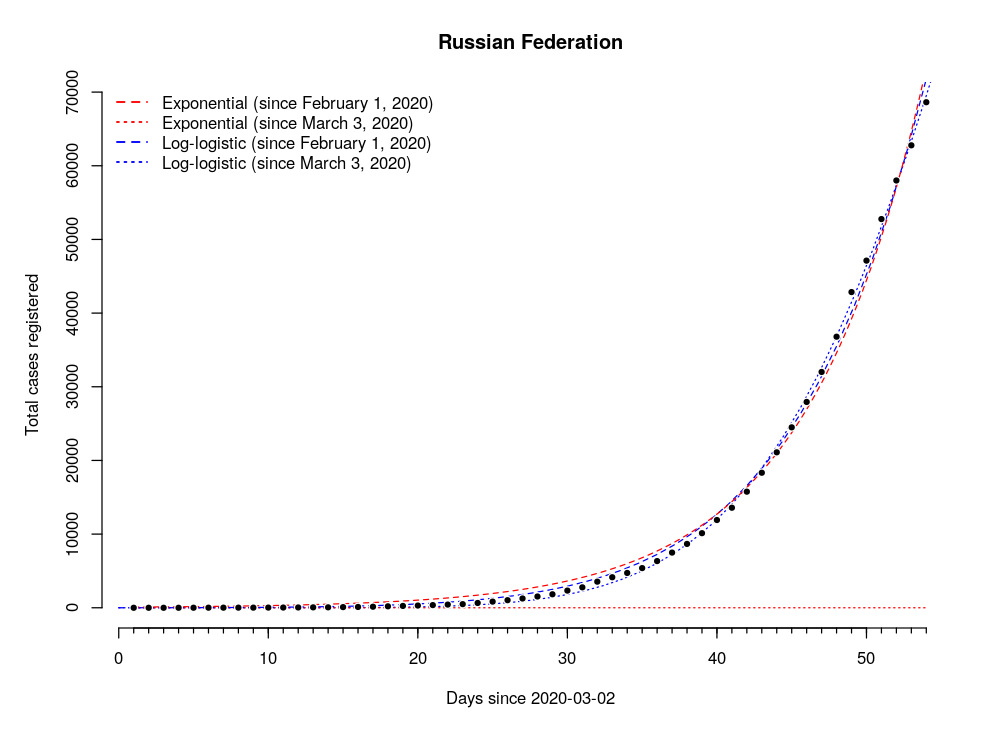 Russian Federation
Exponential (since February 1, 2020)
Exponential (since March 3, 2020)
Log-logistic (since February 1, 2020)
Log-logistic (since March 3, 2020)
Total cases registered
70000
60000
50000
40000
30000
20000
10000
0
0 10 20 30 40 50
Days since 2020-03-02